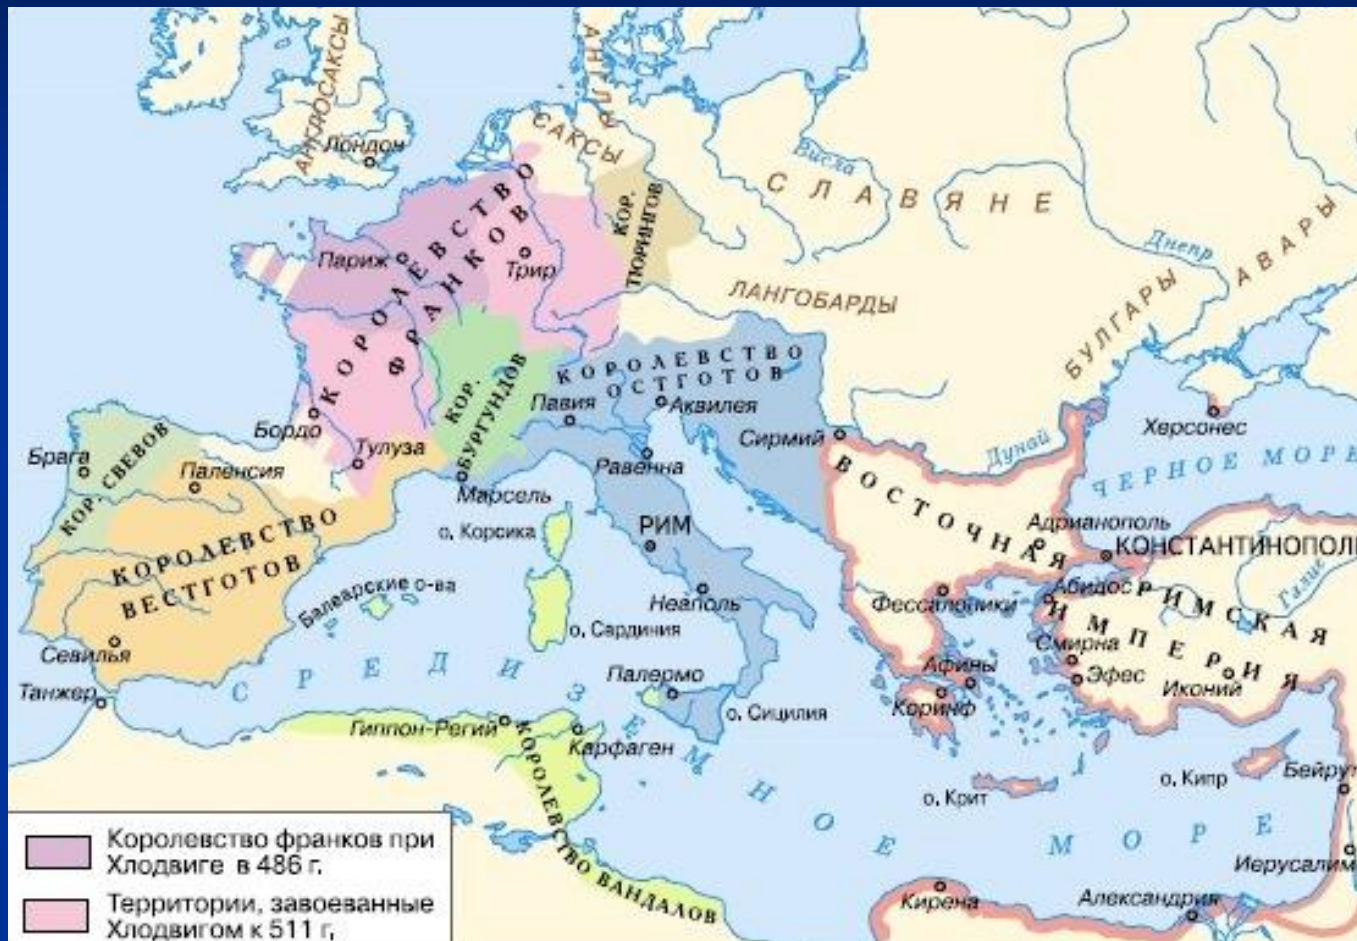 АНГЛОСАКСЫ
Лондон
АНГЛЫ
САКСЫ
Висла
СЛАВЯНЕ
Днепр
АВАРЫ
БУЛГАРЫ
ЛАНГОБАРДЫ
КОР.
ТЮРИНГОВ
КОРОЛЕВСТВО
ФРАНКОВ
Париж
Трир
КОР.
БУРГУНДОВ
КОРОЛЕВСТВО
ОСТГОТОВ
Павия
Аквилея
Бордо
Тулуза
Марсель
Равенна
Сирмий
Дунай
Херсонес
ЧЕРНОЕ МОРЕ
Брага
КОР. СВЕВОВ
Паленсия
КОРОЛЕВСТВО
ВЕСТГОТОВ
Севилья
Танжер
Балеарские о-ва
о. Корсика
о. Сардиния
РИМ
Неаполь
Палермо
о. Сицилия
ВОСТОЧНАЯ
РИМСКАЯ
ИМПЕРИЯ
Адрианополь
КОНСТАНТИНОПОЛЬ
Абидос
Галис
Фессалоники
Смирна
Эфес
Иконий
Афины
Коринф
о. Крит
о. Кипр
Бейрут
Иерусалим
Александрия
Кирена
СРЕДИЗЕМНОЕ МОРЕ
Гиппон-Регий
Карфаген
КОРОЛЕВСТВО ВАНДАЛОВ
Королевство франков при
Хлодвиге в 486 г.
Территории, завоеванные
Хлодвигом к 511 г,